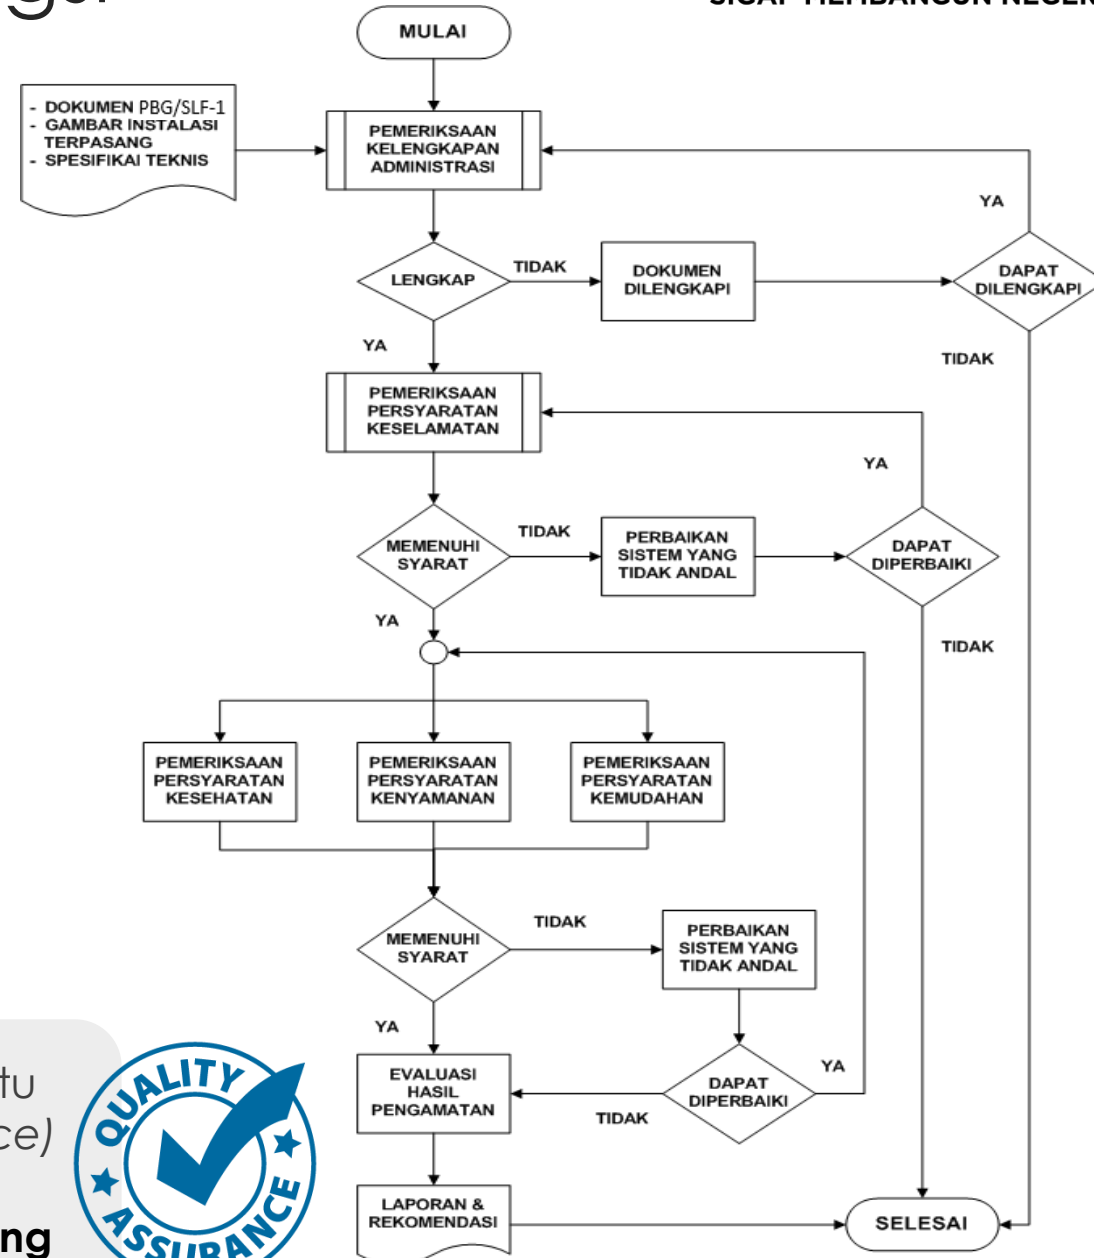 MULAI
- DOKUMEN PBG/SLF-1
- GAMBAR INSTALASI
TERPASANG
- SPESIFIKAI TEKNIS
PEMERIKSAAN
KELENGKAPAN
ADMINISTRASI
YA
LENGKAP
TIDAK
DOKUMEN
DILENGKAPI
DAPAT
DILENGKAPI
YA
TIDAK
PEMERIKSAAN
PERSYARATAN
KESELAMATAN
YA
MEMENUHI
SYARAT
TIDAK
PERBAIKAN
SISTEM YANG
TIDAK ANDAL
DAPAT
DIPERBAIKI
YA
TIDAK
PEMERIKSAAN
PERSYARATAN
KESEHATAN
PEMERIKSAAN
PERSYARATAN
KENYAMANAN
PEMERIKSAAN
PERSYARATAN
KEMUDAHAN
MEMENUHI
SYARAT
TIDAK
PERBAIKAN
SISTEM YANG
TIDAK ANDAL
YA
EVALUASI
HASIL
PENGAMATAN
TIDAK
DAPAT
DIPERBAIKI
YA
LAPORAN &
REKOMENDASI
SELESAI
QUALITY
ASSURANCE